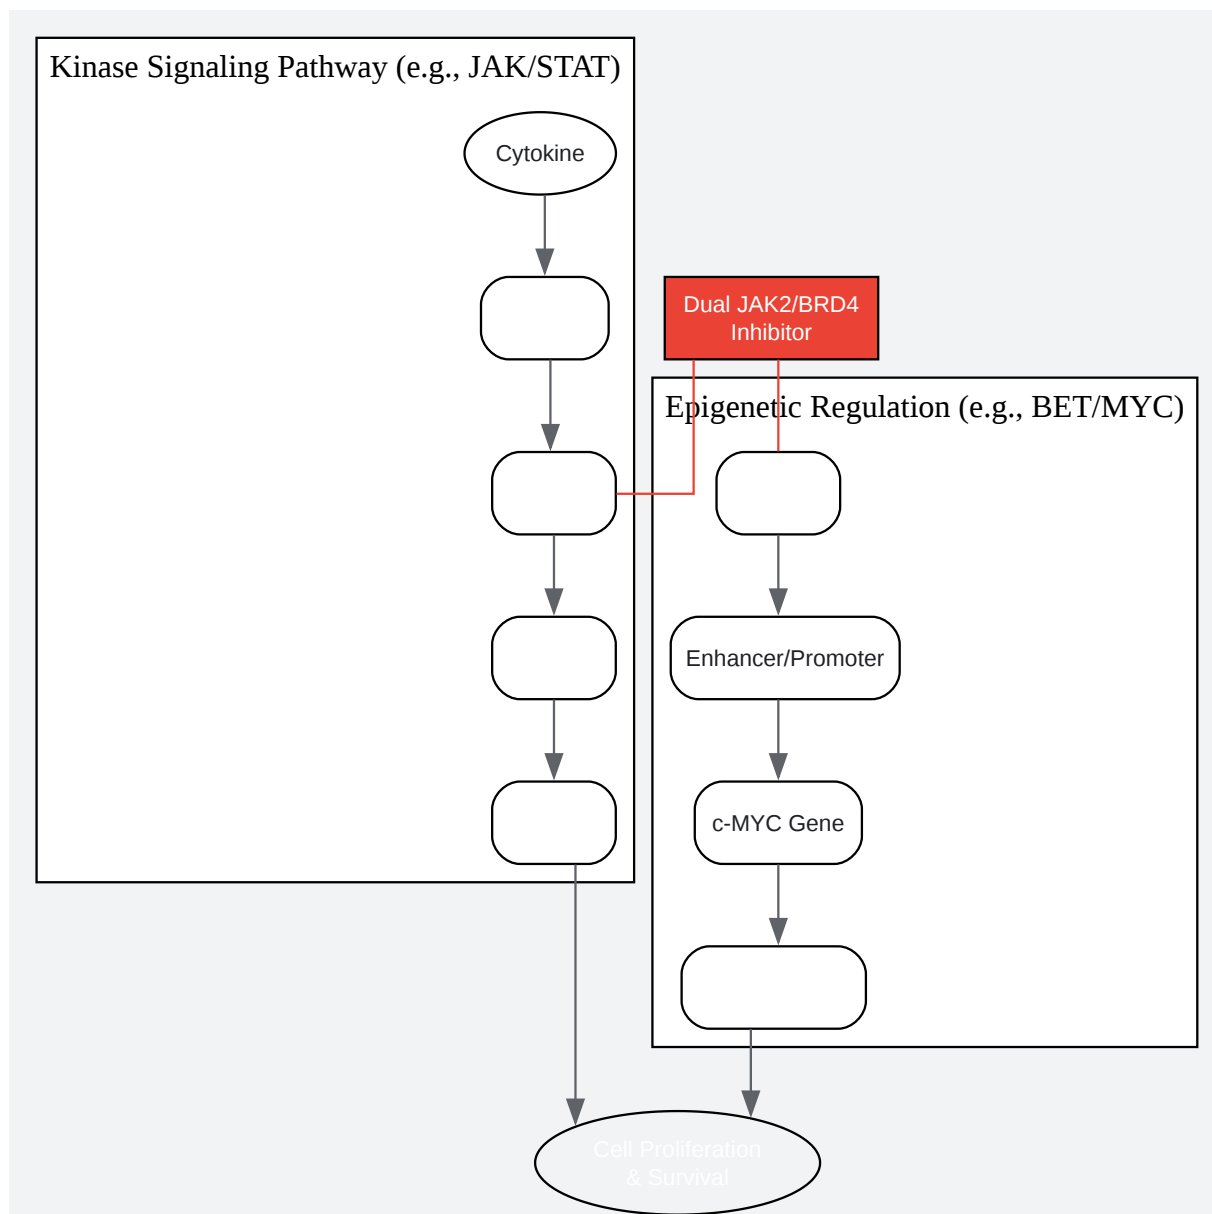 Kinase Signaling Pathway (e.g., JAK/STAT)
Cytokine
Dual JAK2/BRD4
Inhibitor
Epigenetic Regulation (e.g., BET/MYC)
Enhancer/Promoter
c-MYC Gene
Cell Proliferation
& Survival